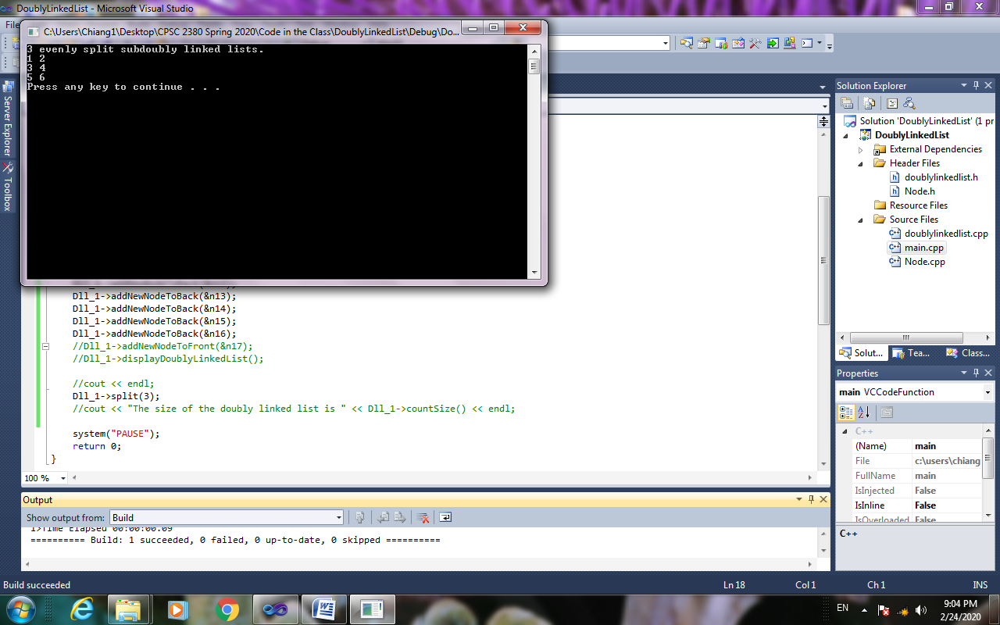 DoublyLinkedList - Microsoft Visual Studio
File
C:\Users\Chiang1\Desktop\CPSC 2380 Spring 2020\Code in the Class\DoublyLinkedList\Debug\Do...
3 evenly split subdoubly linked lists.
1 2
3 4
5 6
Press any key to continue . . .
Server Explorer
Toolbox
Dll_1->addNewNodeToBack(&n13);
Dll_1->addNewNodeToBack(&n14);
Dll_1->addNewNodeToBack(&n15);
Dll_1->addNewNodeToBack(&n16);
//Dll_1->addNewNodeToFront(&n17);
//Dll_1->displayDoublyLinkedList();
//cout << endl;
Dll_1->split(3);
//cout << "The size of the doubly linked list is " << Dll_1->countSize() << endl;
system("PAUSE");
return 0;
}
100 %
Output
Show output from: Build
1>Time Elapsed 00:00:00.09
========== Build: 1 succeeded, 0 failed, 0 up-to-date, 0 skipped ==========
Solution Explorer
Solution 'DoublyLinkedList' (1 pr
DoublyLinkedList
External Dependencies
Header Files
doublylinkedlist.h
Node.h
Resource Files
Source Files
doublylinkedlist.cpp
main.cpp
Node.cpp
Solut... Tea... Class...
Properties
main VCCodeFunction
C++
(Name) main
File c:\users\chiang
FullName main
IsInjected False
IsInline False
IsOverloaded False
C++
Build succeeded Ln 18 Col 1 Ch 1 INS
EN
9:04 PM
2/24/2020